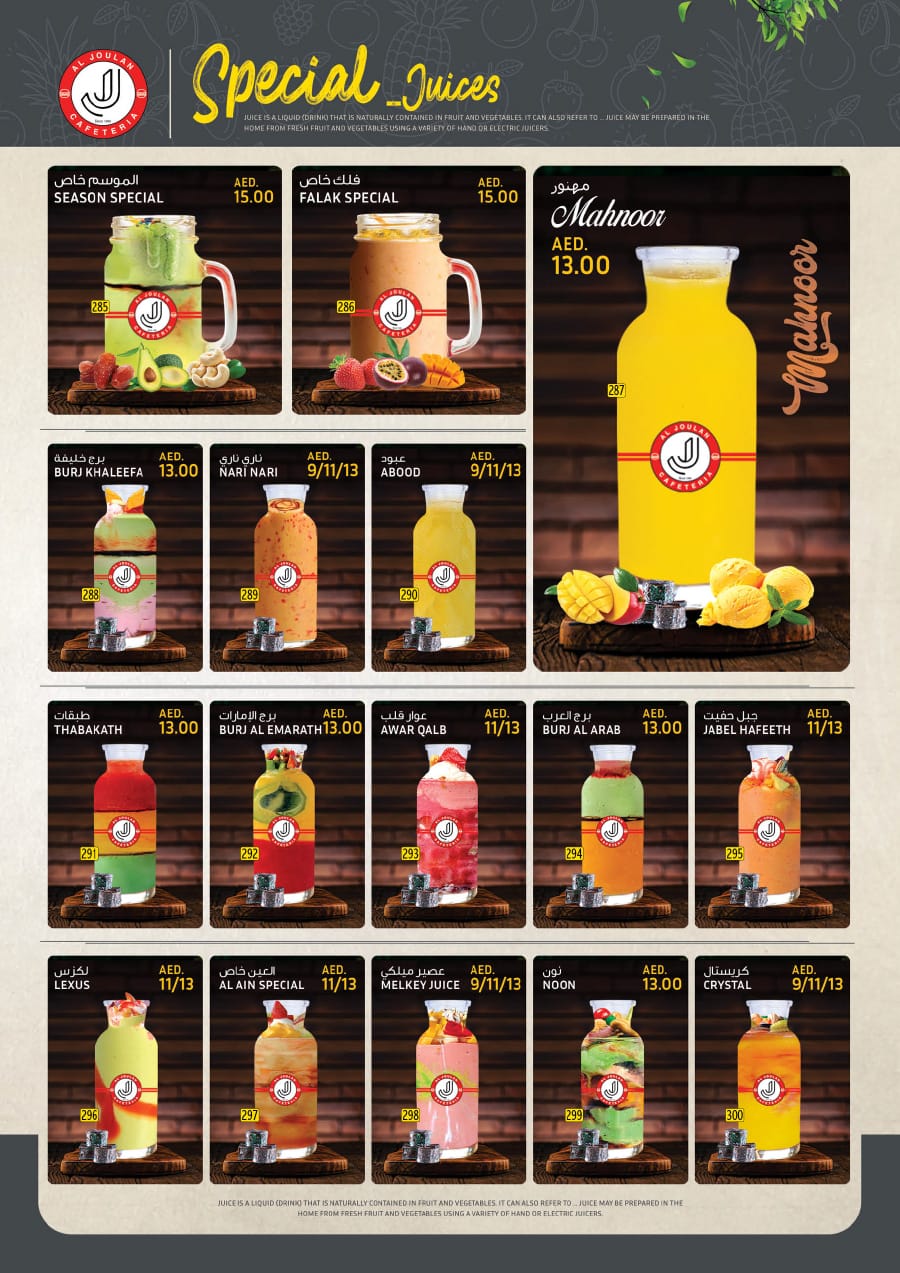 AL JOULAN
CAFETERIA
Special Juices
JUICE IS A LIQUID (DRINK) THAT IS NATURALLY CONTAINED IN FRUIT AND VEGETABLES. IT CAN ALSO REFER TO ... JUICE MAY BE PREPARED IN THE
HOME FROM FRESH FRUIT AND VEGETABLES USING A VARIETY OF HAND OR ELECTRIC JUICERS.
الموسم خاص
SEASON SPECIAL
AED.
15.00
285
AL JOULAN
CAFETERIA
فلك خاص
FALAK SPECIAL
AED.
15.00
286
AL JOULAN
CAFETERIA
مهنور
Mahnoor
AED.
13.00
Mahnoor
287
AL JOULAN
CAFETERIA
برج خليفة
BURJ KHALEEFA
AED.
13.00
288
ناري ناري
NARI NARI
AED.
9/11/13
289
عبود
ABOOD
AED.
9/11/13
290
طبقات
THABAKATH
AED.
13.00
291
برج الإمارات
BURJ AL EMARATH
AED.
13.00
292
عوار قلب
AWAR QALB
AED.
11/13
293
برج العرب
BURJ AL ARAB
AED.
13.00
294
جبل حفيت
JABEL HAFEETH
AED.
11/13
295
لكزس
LEXUS
AED.
11/13
296
العين خاص
AL AIN SPECIAL
AED.
11/13
297
عصير ميلكي
MELKEY JUICE
AED.
9/11/13
298
نون
NOON
AED.
13.00
299
كريستال
CRYSTAL
AED.
9/11/13
300
JUICE IS A LIQUID (DRINK) THAT IS NATURALLY CONTAINED IN FRUIT AND VEGETABLES. IT CAN ALSO REFER TO ... JUICE MAY BE PREPARED IN THE
HOME FROM FRESH FRUIT AND VEGETABLES USING A VARIETY OF HAND OR ELECTRIC JUICERS.